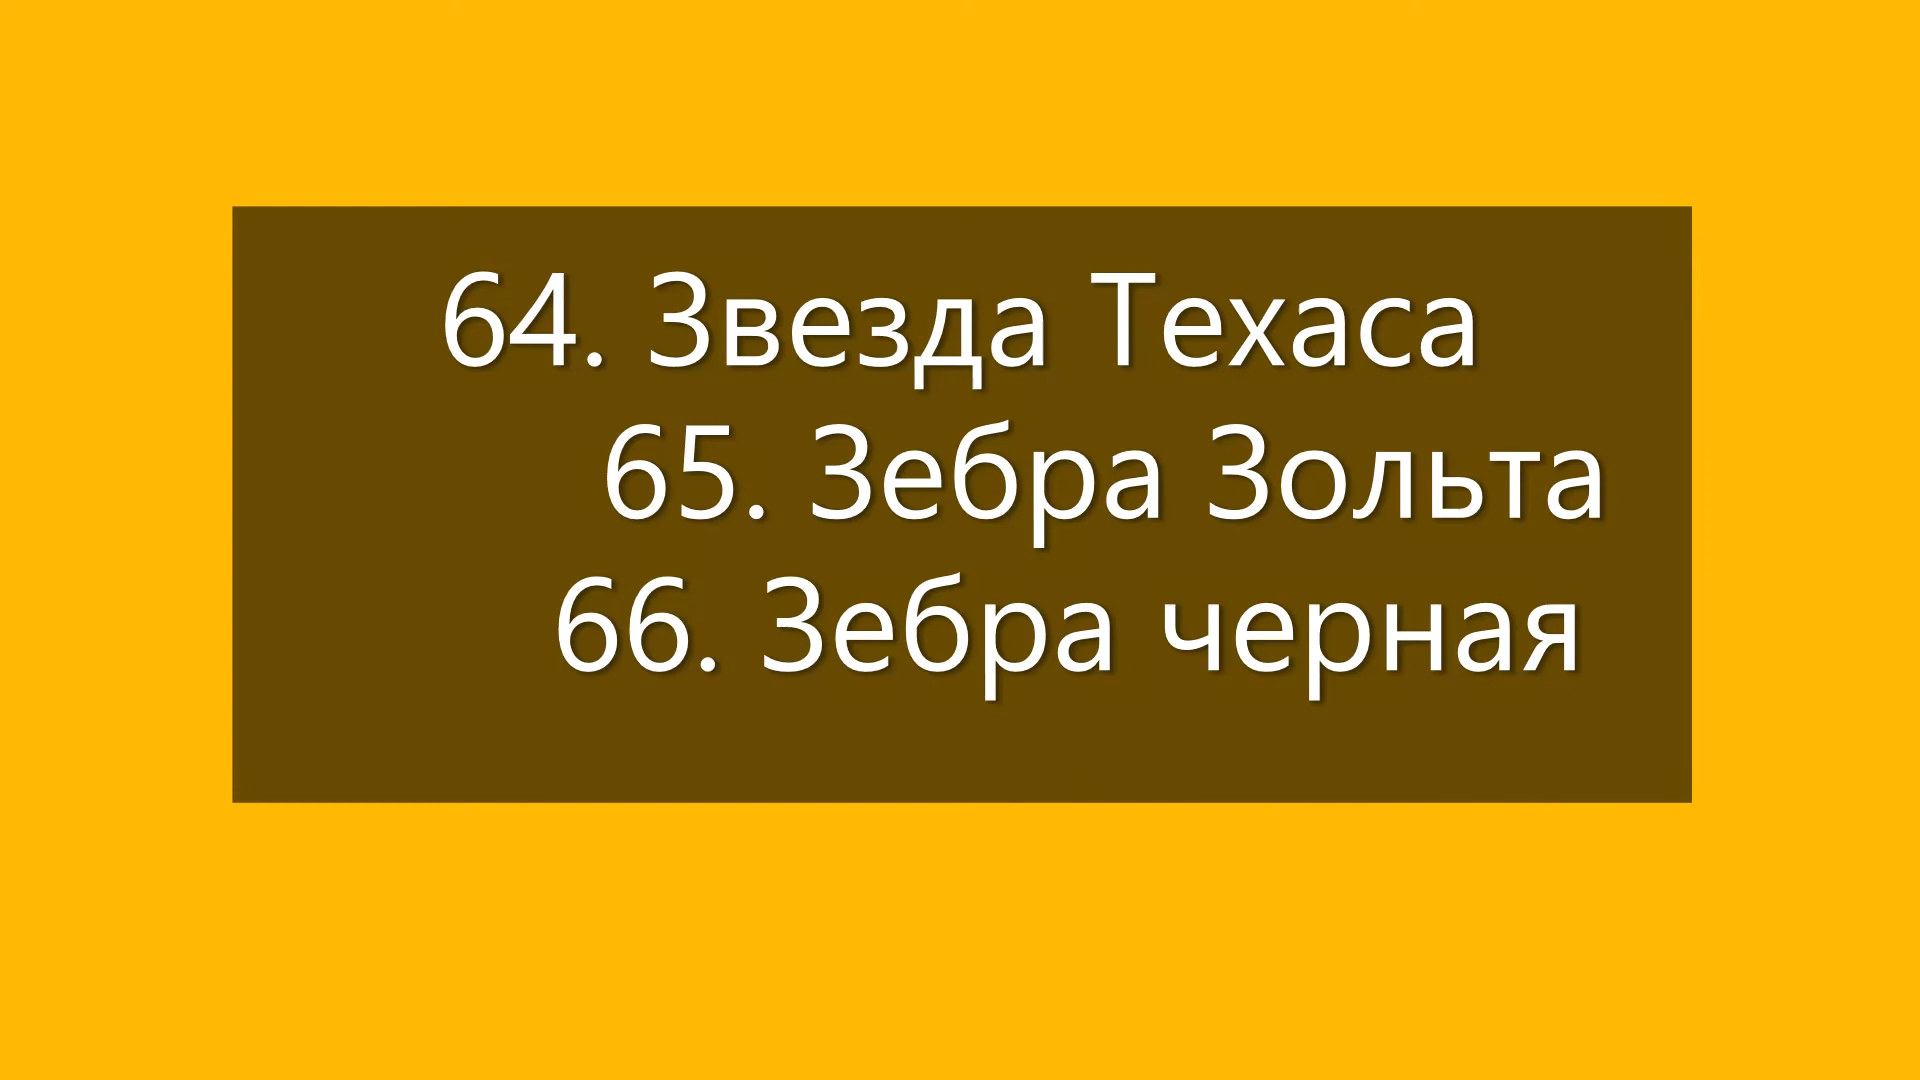 64. Звезда Техаса
65. Зебра Зольта
66. Зебра черная